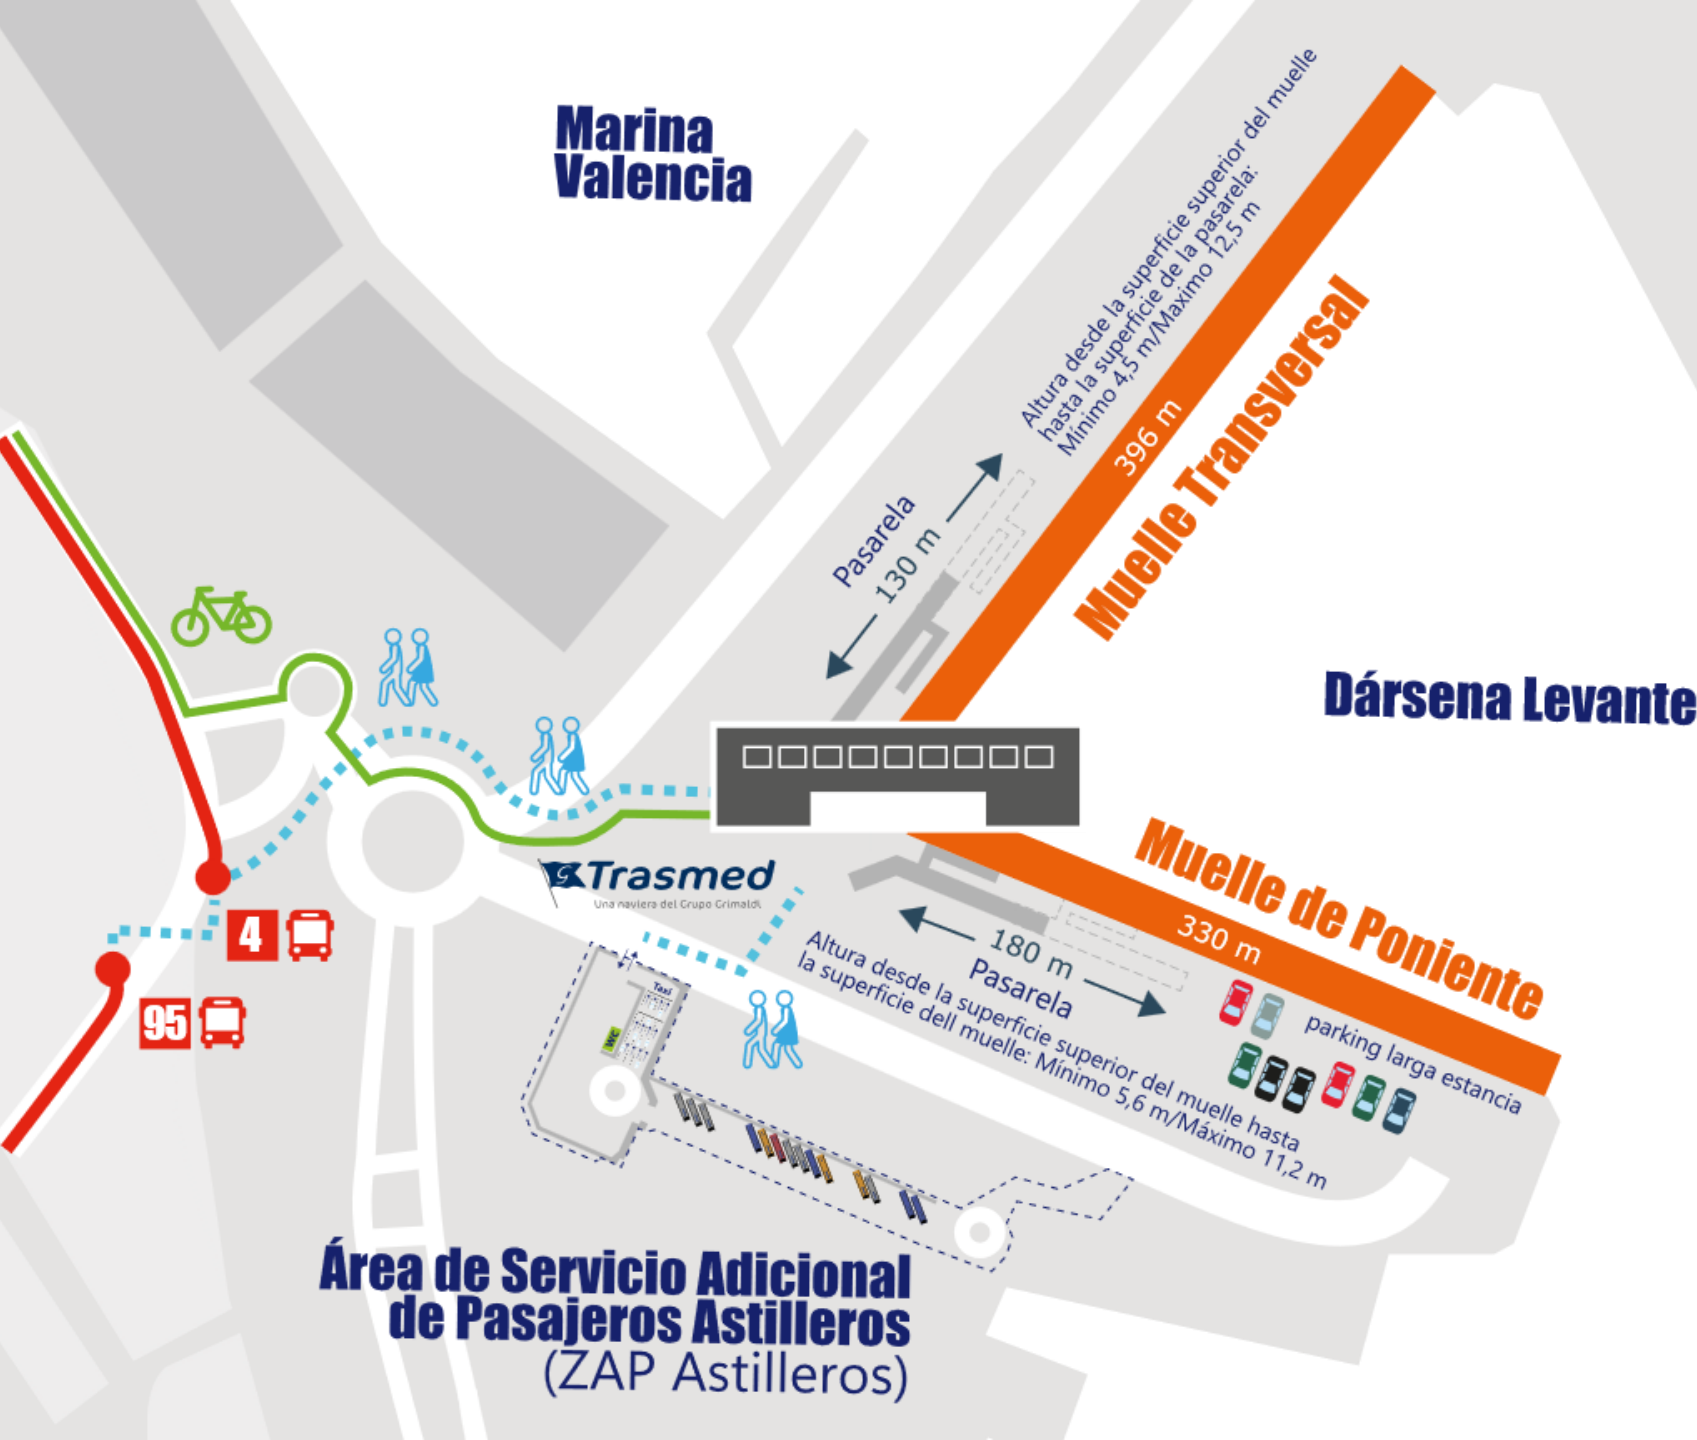 Marina
Valencia
Altura desde la superficie superior del muelle
hasta la superficie de la pasarela:
Mínimo 4,5 m/Maximo 12,5 m
396 m
Muelle Transversal
Pasarela
130 m
Dársena Levante
Trasmed
Una naviera del Grupo Grimaldi
Muelle de Poniente
330 m
180 m
Pasarela
Altura desde la superficie superior del muelle hasta
la superficie dell muelle: Mínimo 5,6 m/Máximo 11,2 m
parking larga estancia
4
95
Taxi
WC
Área de Servicio Adicional
de Pasajeros Astilleros
(ZAP Astilleros)